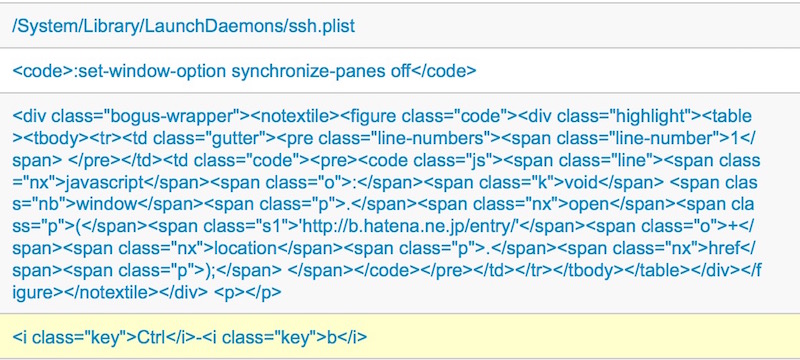 /System/Library/LaunchDaemons/ssh.plist
<code>:set-window-option synchronize-panes off</code>
<div class="bogus-wrapper"><notextile><figure class="code"><div class="highlight"><table
><tbody><tr><td class="gutter"><pre class="line-numbers"><span class="line-number">1</
span> </pre></td><td class="code"><pre><code class="js"><span class="line"><span class
="nx">javascript</span><span class="o">:</span><span class="k">void</span> <span clas
s="nb">window</span><span class="p">.</span><span class="nx">open</span><span cla
ss="p">(</span><span class="s1">'http://b.hatena.ne.jp/entry/'</span><span class="o">+</
span><span class="nx">location</span><span class="p">.</span><span class="nx">href</
span><span class="p">);</span> </span></code></pre></td></tr></tbody></table></div></f
igure></notextile></div> <p></p>
<i class="key">Ctrl</i>-<i class="key">b</i>